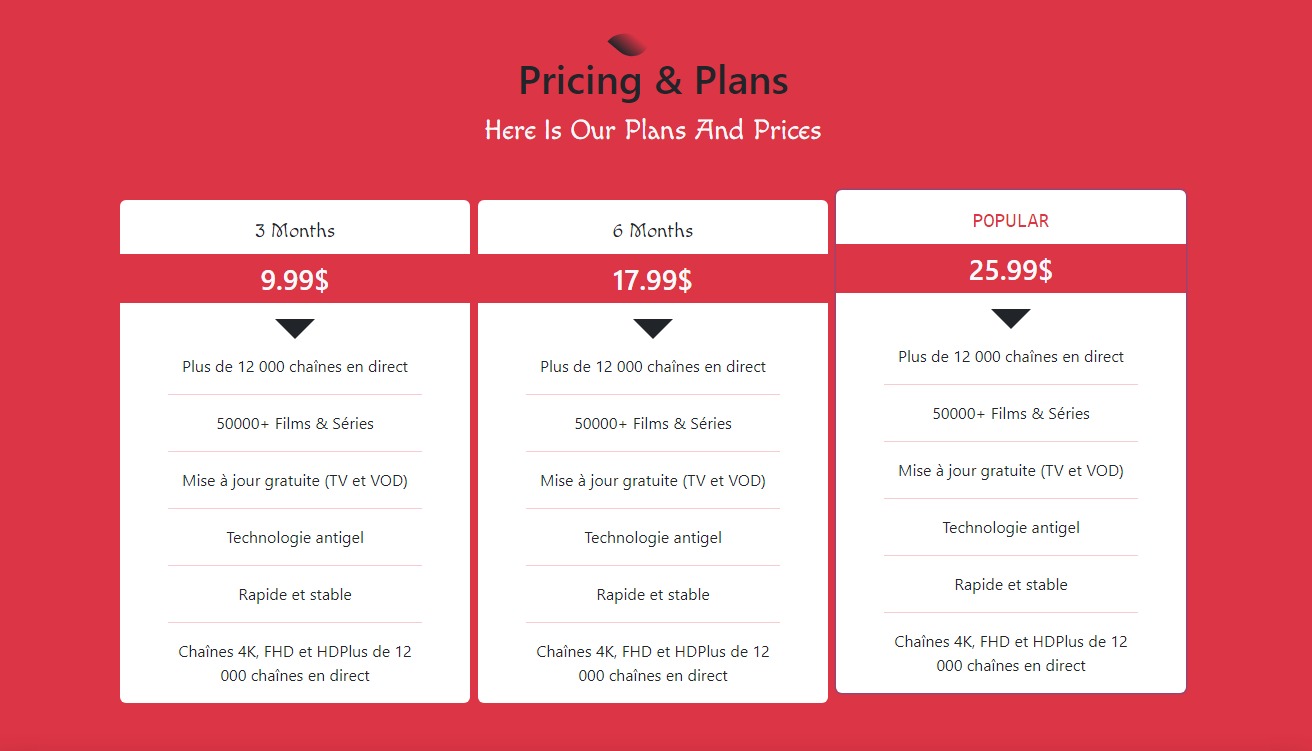 Pricing & Plans
Here Is Our Plans And Prices
3 Months
9.99$
Plus de 12 000 chaînes en direct
50000+ Films & Séries
Mise à jour gratuite (TV et VOD)
Technologie antigel
Rapide et stable
Chaînes 4K, FHD et HDPlus de 12
000 chaînes en direct
6 Months
17.99$
Plus de 12 000 chaînes en direct
50000+ Films & Séries
Mise à jour gratuite (TV et VOD)
Technologie antigel
Rapide et stable
Chaînes 4K, FHD et HDPlus de 12
000 chaînes en direct
POPULAR
25.99$
Plus de 12 000 chaînes en direct
50000+ Films & Séries
Mise à jour gratuite (TV et VOD)
Technologie antigel
Rapide et stable
Chaînes 4K, FHD et HDPlus de 12
000 chaînes en direct